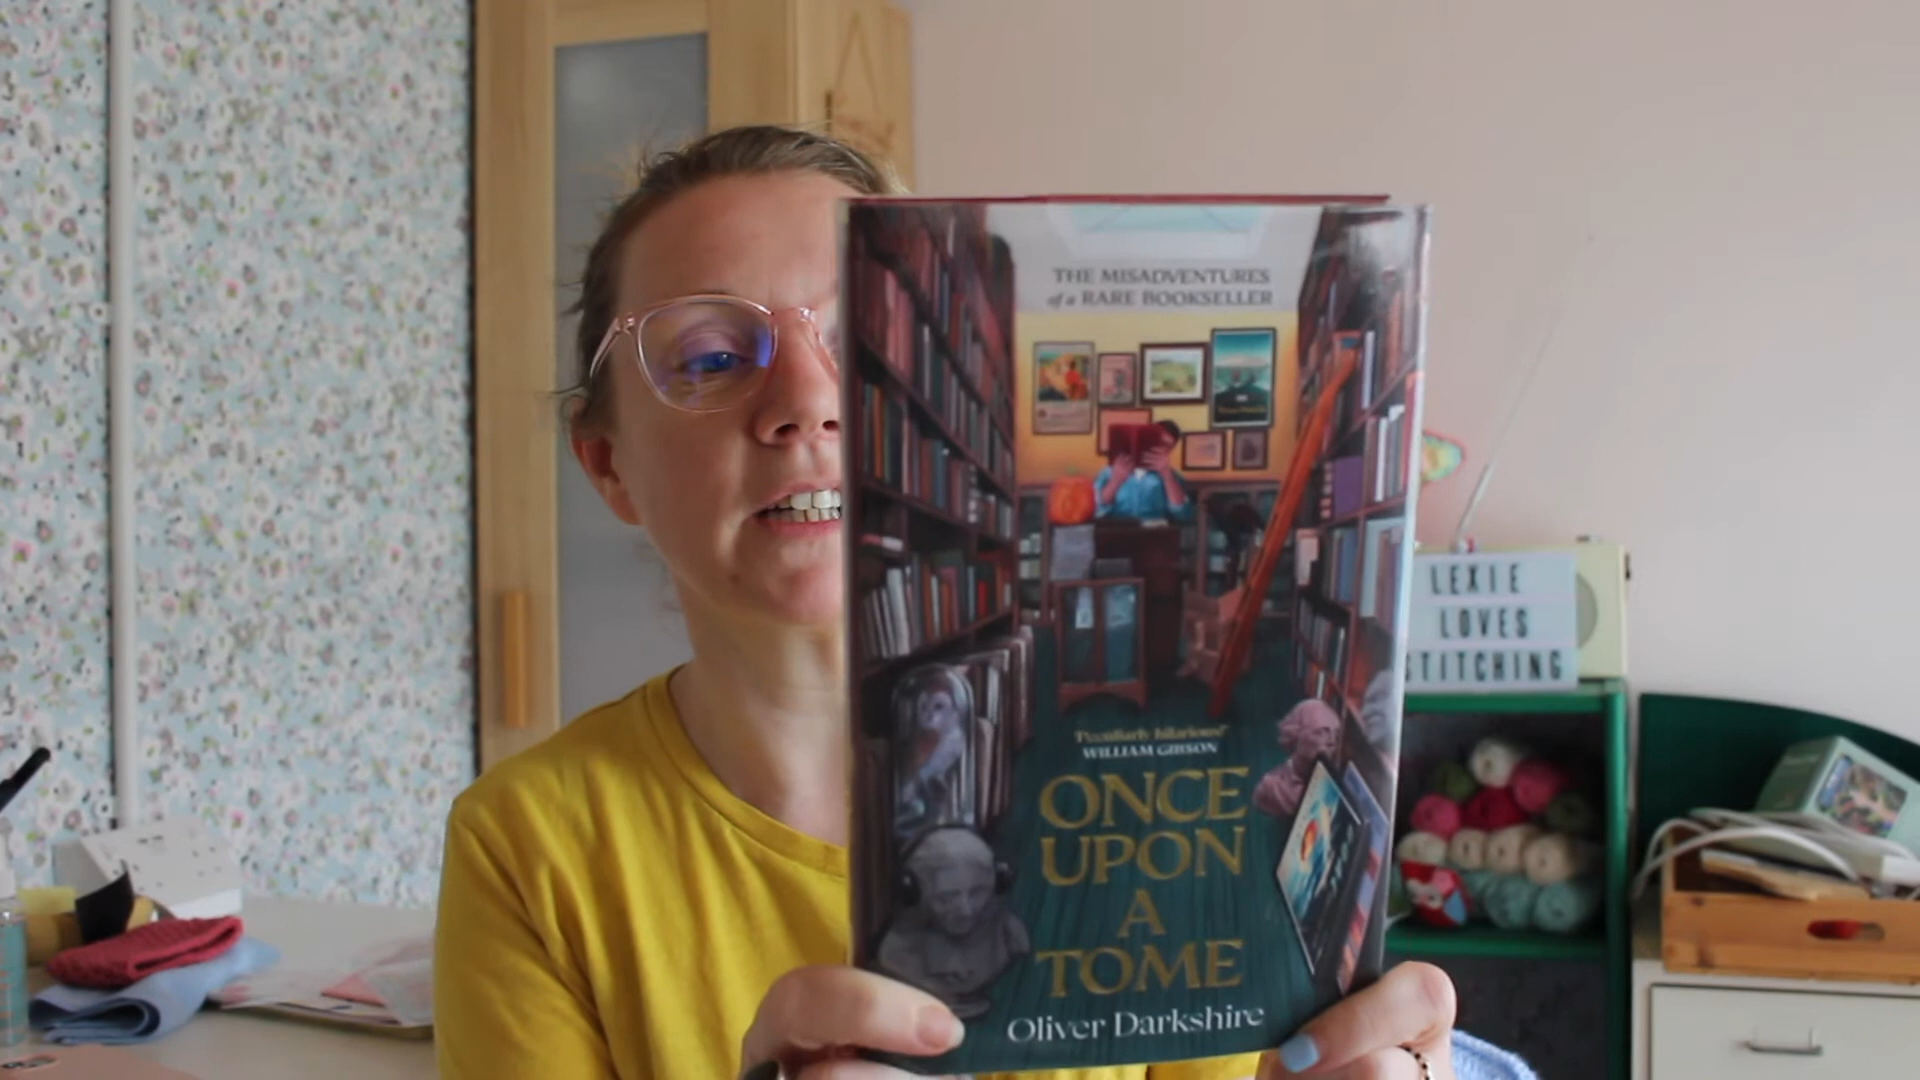 THE MISADVENTURES
of a RARE BOOKSELLER
'Peculiarly hilarious!'
WILLIAM GIBSON
ONCE
UPON
A
TOME
Oliver Darkshire
LEXIE
LOVES
STITCHING